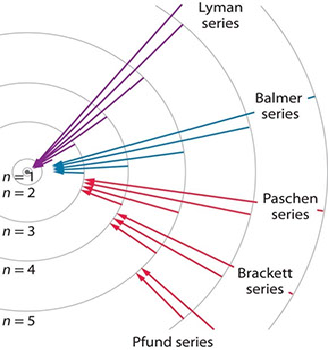 Lyman
series
Balmer
series
n = 1
n = 2
Paschen
series
n = 3
n = 4
Brackett
series
n = 5
Pfund series